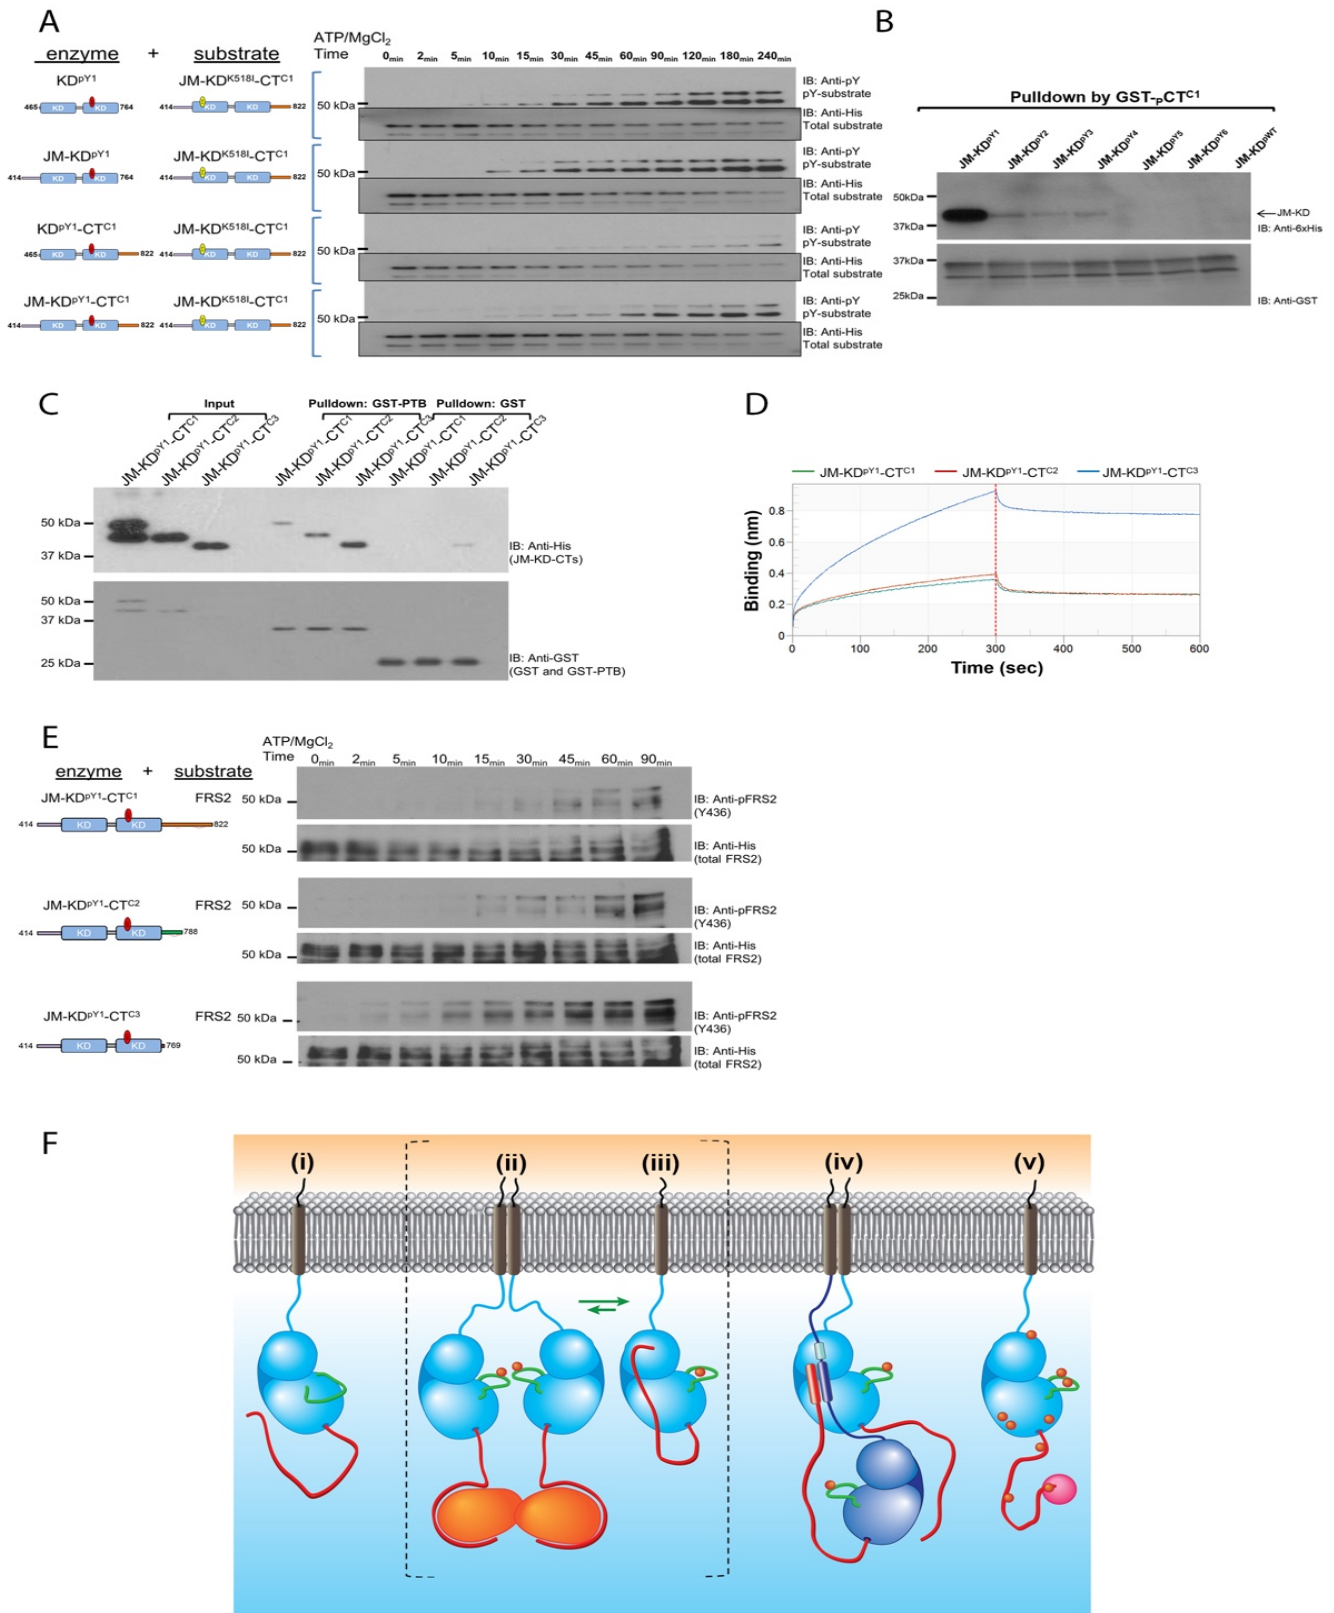 A
enzyme + substrate
ATP/MgCl2
Time 0min 2min 5min 10min 15min 30min 45min 60min 90min 120min 180min 240min
KDpY1 JM-KDK518I-CTC1
465 KD KD 764 414 KD KD 822
50 kDa
IB: Anti-pY
pY-substrate
IB: Anti-His
Total substrate
JM-KDpY1 JM-KDK518I-CTC1
414 KD KD 764 414 KD KD 822
50 kDa
IB: Anti-pY
pY-substrate
IB: Anti-His
Total substrate
KDpY1-CTC1 JM-KDK518I-CTC1
465 KD KD 822 414 KD KD 822
50 kDa
IB: Anti-pY
pY-substrate
IB: Anti-His
Total substrate
JM-KDpY1-CTC1 JM-KDK518I-CTC1
414 KD KD 822 414 KD KD 822
50 kDa
IB: Anti-pY
pY-substrate
IB: Anti-His
Total substrate
B
Pulldown by GST-PCTC1
JM-KDpY1 JM-KDpY2 JM-KDpY3 JM-KDpY4 JM-KDpY5 JM-KDpY6 JM-KDpWT
50kDa
37kDa
JM-KD
IB: Anti-6xHis
37kDa
25kDa
IB: Anti-GST
C
Input Pulldown: GST-PTB Pulldown: GST
JM-KDpY1-CTC1 JM-KDpY1-CTC2 JM-KDpY1-CTC3 JM-KDpY1-CTC1 JM-KDpY1-CTC2 JM-KDpY1-CTC3 JM-KDpY1-CTC1 JM-KDpY1-CTC2 JM-KDpY1-CTC3
50 kDa
37 kDa
IB: Anti-His
(JM-KD-CTs)
50 kDa
37 kDa
25 kDa
IB: Anti-GST
(GST and GST-PTB)
D
JM-KDpY1-CTC1 JM-KDpY1-CTC2 JM-KDpY1-CTC3
Binding (nm)
0.8
0.6
0.4
0.2
0
0 100 200 300 400 500 600
Time (sec)
E
enzyme + substrate
ATP/MgCl2
Time 0min 2min 5min 10min 15min 30min 45min 60min 90min
JM-KDpY1-CTC1 FRS2 50 kDa
414 KD KD 822
IB: Anti-pFRS2
(Y436)
50 kDa
IB: Anti-His
(total FRS2)
JM-KDpY1-CTC2 FRS2 50 kDa
414 KD KD 788
IB: Anti-pFRS2
(Y436)
50 kDa
IB: Anti-His
(total FRS2)
JM-KDpY1-CTC3 FRS2 50 kDa
414 KD KD 769
IB: Anti-pFRS2
(Y436)
50 kDa
IB: Anti-His
(total FRS2)
F
(i) (ii) (iii) (iv) (v)